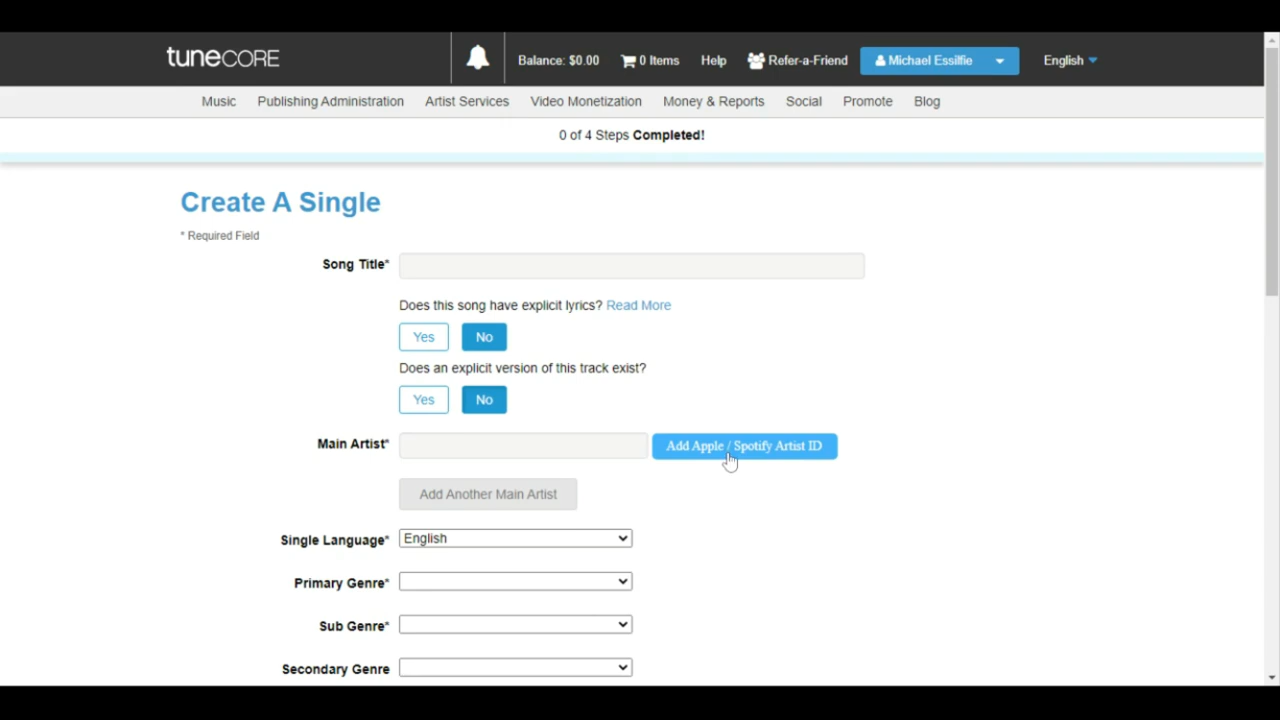 tuneCORE Balance: $0.00 0 Items Help Refer-a-Friend Michael Essilfie English
Music Publishing Administration Artist Services Video Monetization Money & Reports Social Promote Blog
0 of 4 Steps Completed!
Create A Single
* Required Field
Song Title*
Does this song have explicit lyrics? Read More
Yes No
Does an explicit version of this track exist?
Yes No
Main Artist* Add Apple / Spotify Artist ID
Add Another Main Artist
Single Language* English
Primary Genre*
Sub Genre*
Secondary Genre